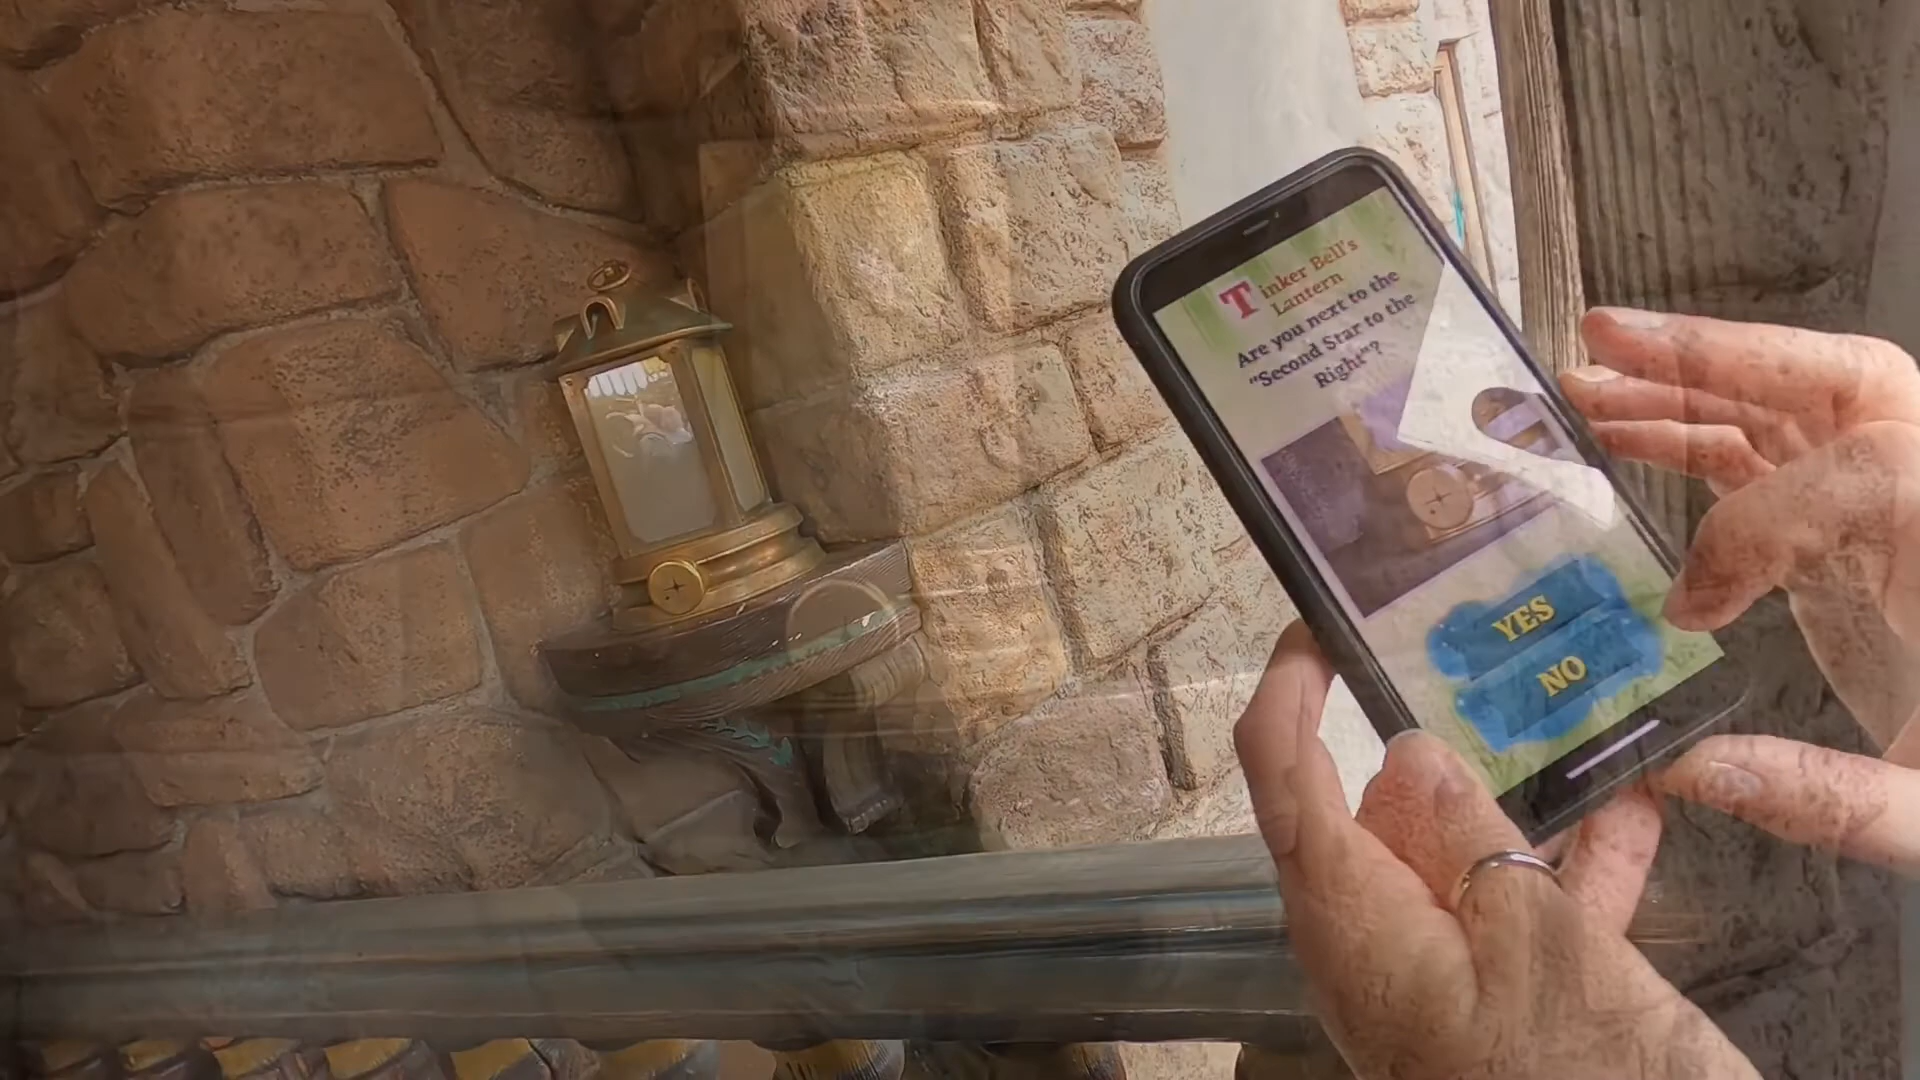 Tinker Bell's
Lantern
Are you next to the
"Second Star to the
Right"?
YES
NO